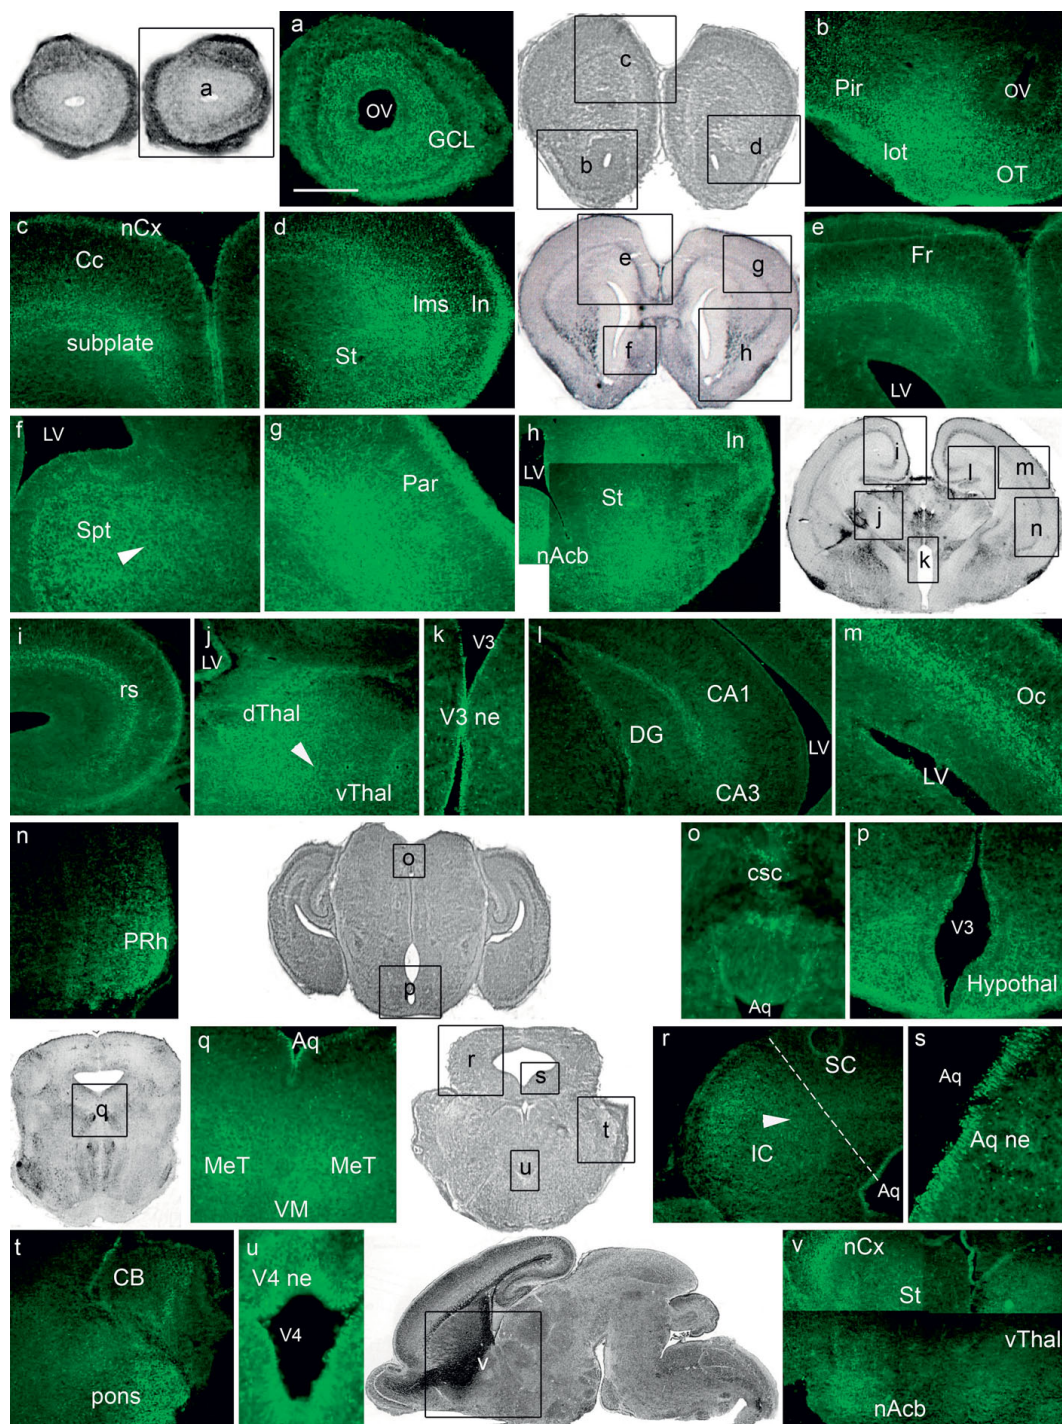 a
a
OV
GCL
c
b
d
b
Pir
OV
lot
OT
c
nCx
Cc
subplate
d
lms
In
St
e
g
f
h
e
Fr
LV
f
LV
Spt
g
Par
h
In
LV
St
nAcb
i
l
m
j
n
k
i
rs
j
LV
dThal
vThal
k
V3
V3 ne
l
CA1
DG
LV
CA3
m
Oc
LV
n
PRh
o
p
o
csc
Aq
p
V3
Hypothal
q
q
Aq
MeT
MeT
VM
r
s
t
u
r
SC
IC
Aq
s
Aq
Aq ne
t
CB
pons
u
V4 ne
V4
v
v
nCx
St
vThal
nAcb